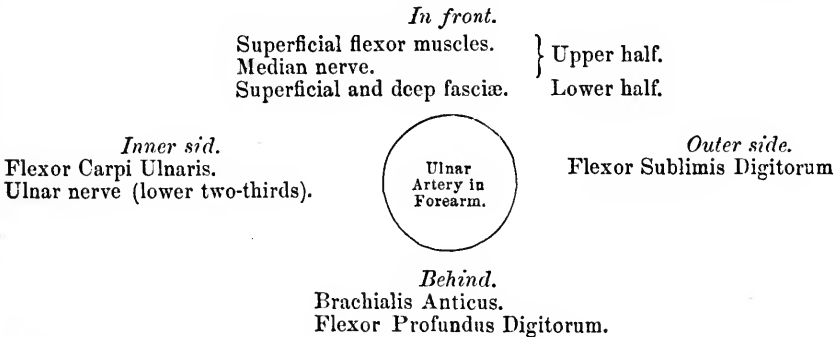 In front.
Superficial flexor muscles.
Median nerve.
} Upper half.
Superficial and deep fasciæ. Lower half.
Inner sid.
Flexor Carpi Ulnaris.
Ulnar nerve (lower two-thirds).
Ulnar
Artery in
Forearm.
Outer side.
Flexor Sublimis Digitorum
Behind.
Brachialis Anticus.
Flexor Profundus Digitorum.